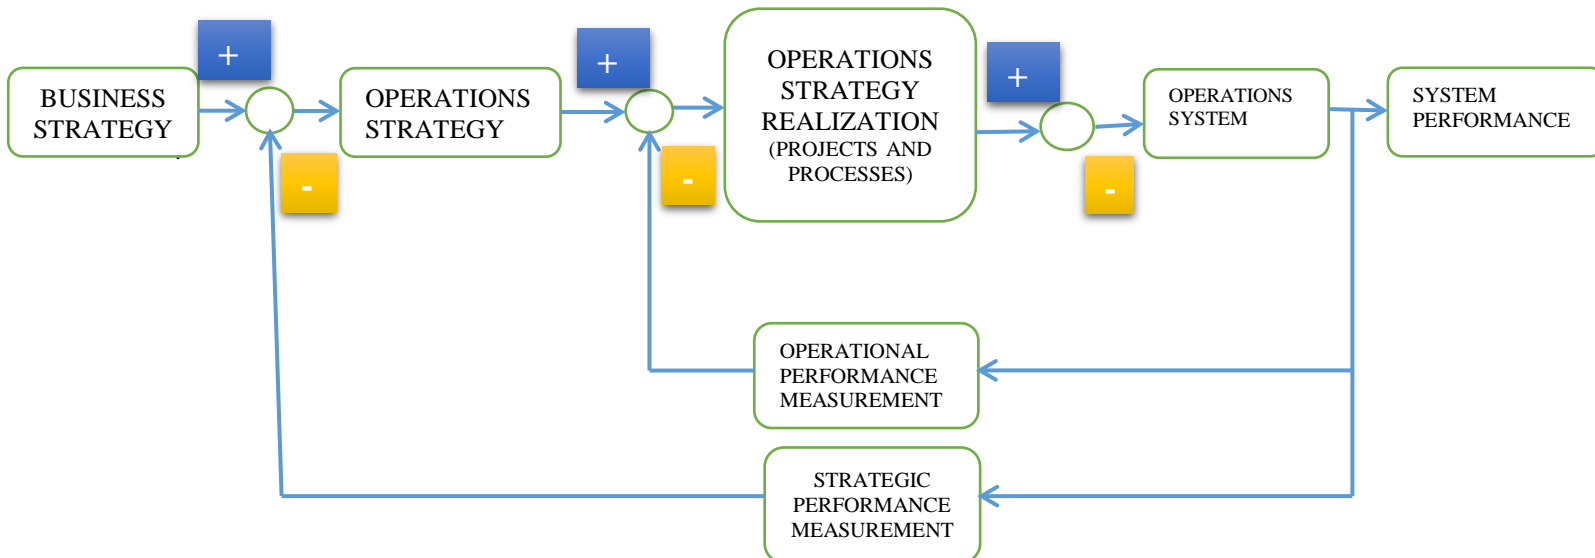 +
BUSINESS
STRATEGY
-
OPERATIONS
STRATEGY
+
-
OPERATIONS
STRATEGY
REALIZATION
(PROJECTS AND
PROCESSES)
+
-
OPERATIONS
SYSTEM
SYSTEM
PERFORMANCE
OPERATIONAL
PERFORMANCE
MEASUREMENT
STRATEGIC
PERFORMANCE
MEASUREMENT